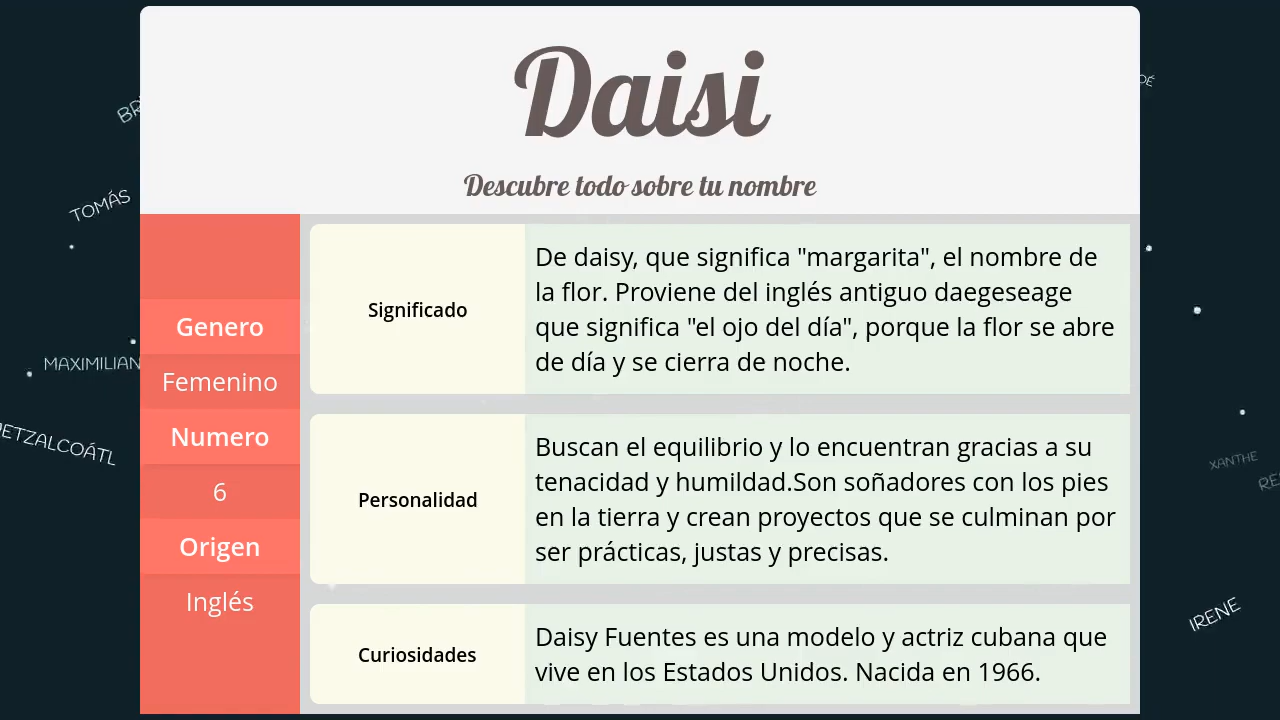 Daisi
Descubre todo sobre tu nombre
Genero
Femenino
Numero
6
Origen
Inglés
Significado
De daisy, que significa "margarita", el nombre de
la flor. Proviene del inglés antiguo daegeseage
que significa "el ojo del día", porque la flor se abre
de día y se cierra de noche.
Personalidad
Buscan el equilibrio y lo encuentran gracias a su
tenacidad y humildad.Son soñadores con los pies
en la tierra y crean proyectos que se culminan por
ser prácticas, justas y precisas.
Curiosidades
Daisy Fuentes es una modelo y actriz cubana que
vive en los Estados Unidos. Nacida en 1966.
TOMÁS
MAXIMILIAN
ETZALCOÁTL
XANTHE
IRENE